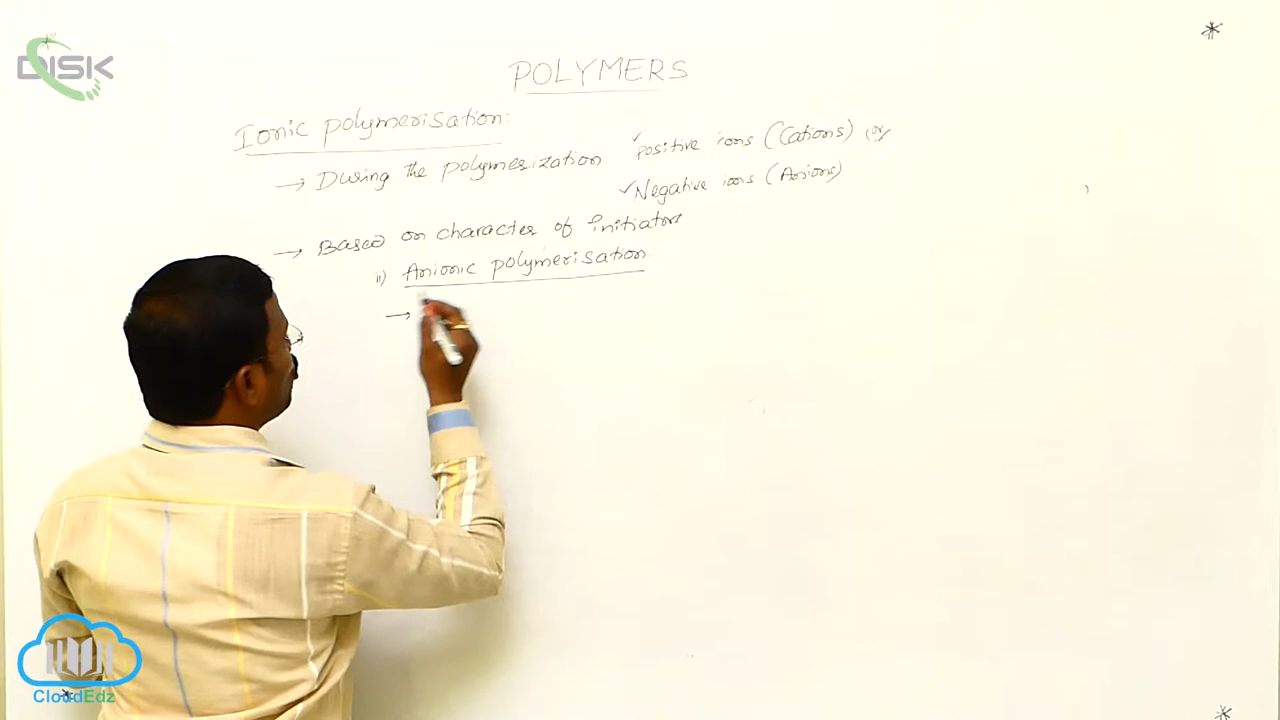 DISK
POLYMERS
Ionic polymerisation:
→ During the polymerization ✓positive ions (Cations) (or)
✓Negative ions (Anions)
→ Based on character of initiators
ii) Anionic polymerisation
→
CloudEdz